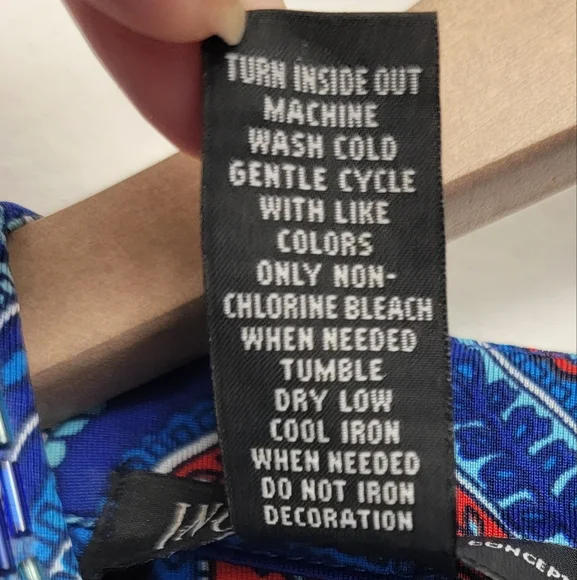 TURN INSIDE OUT
MACHINE
WASH COLD
GENTLE CYCLE
WITH LIKE
COLORS
ONLY NON-
CHLORINE BLEACH
WHEN NEEDED
TUMBLE
DRY LOW
COOL IRON
WHEN NEEDED
DO NOT IRON
DECORATION
CONCEP